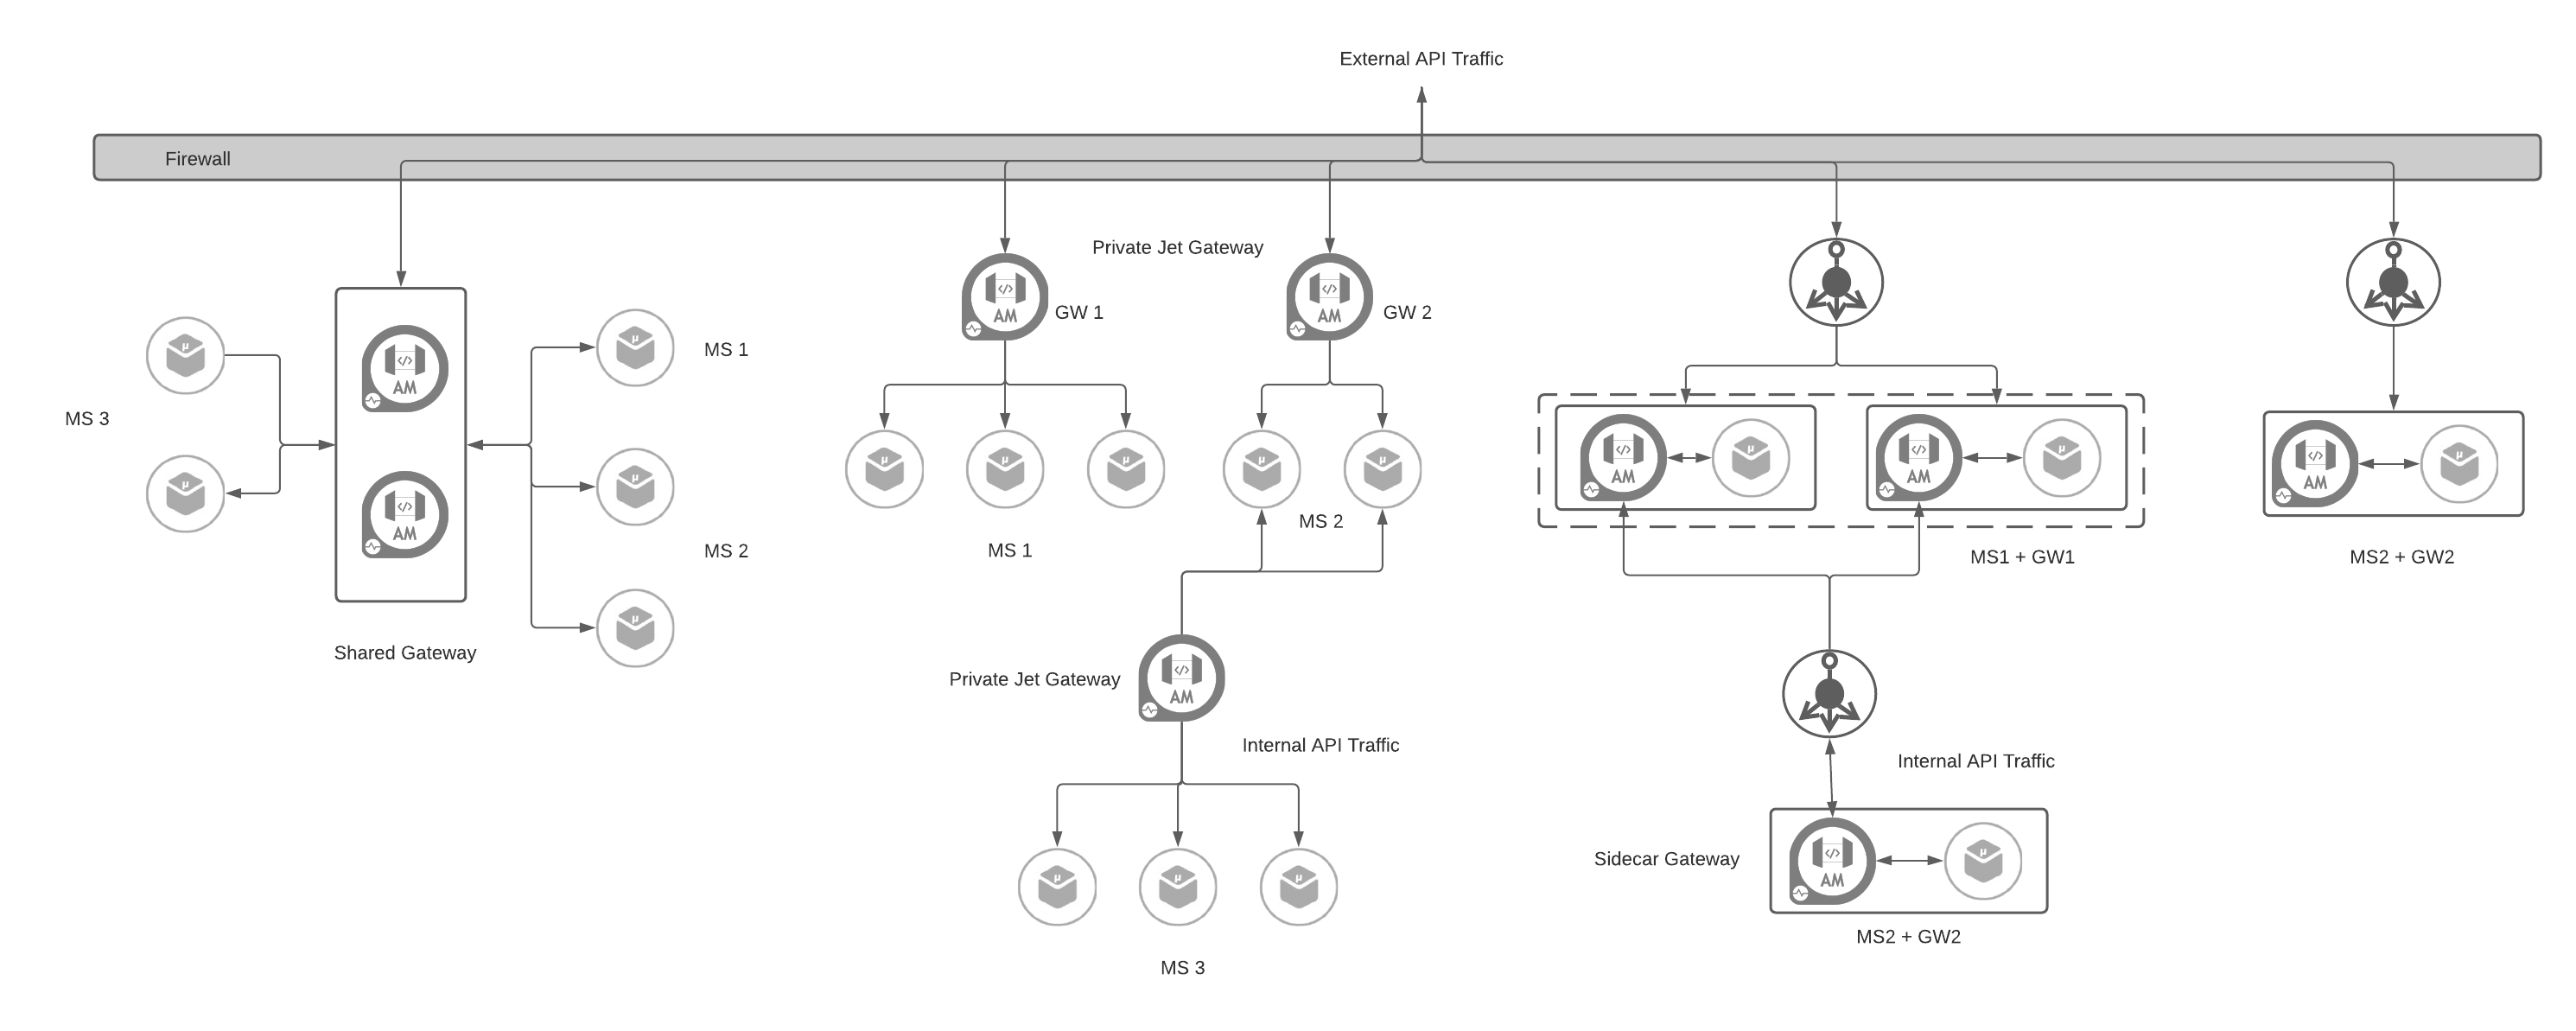 External API Traffic
Firewall
Private Jet Gateway
GW 1
GW 2
</>
AM
</>
AM
</>
AM
</>
AM
MS 1
MS 3
MS 2
µ
µ
µ
µ
µ
µ
µ
µ
µ
µ
</>
AM
µ
</>
AM
µ
</>
AM
µ
MS 2
MS 1
MS1 + GW1
MS2 + GW2
Shared Gateway
Private Jet Gateway
</>
AM
Internal API Traffic
Internal API Traffic
Sidecar Gateway
</>
AM
µ
µ
µ
µ
MS2 + GW2
MS 3